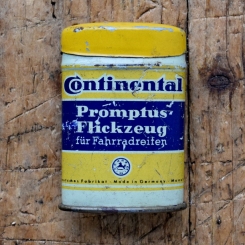 Continental
Promptus-
Flickzeug
für Fahrradreifen
Made in Germany